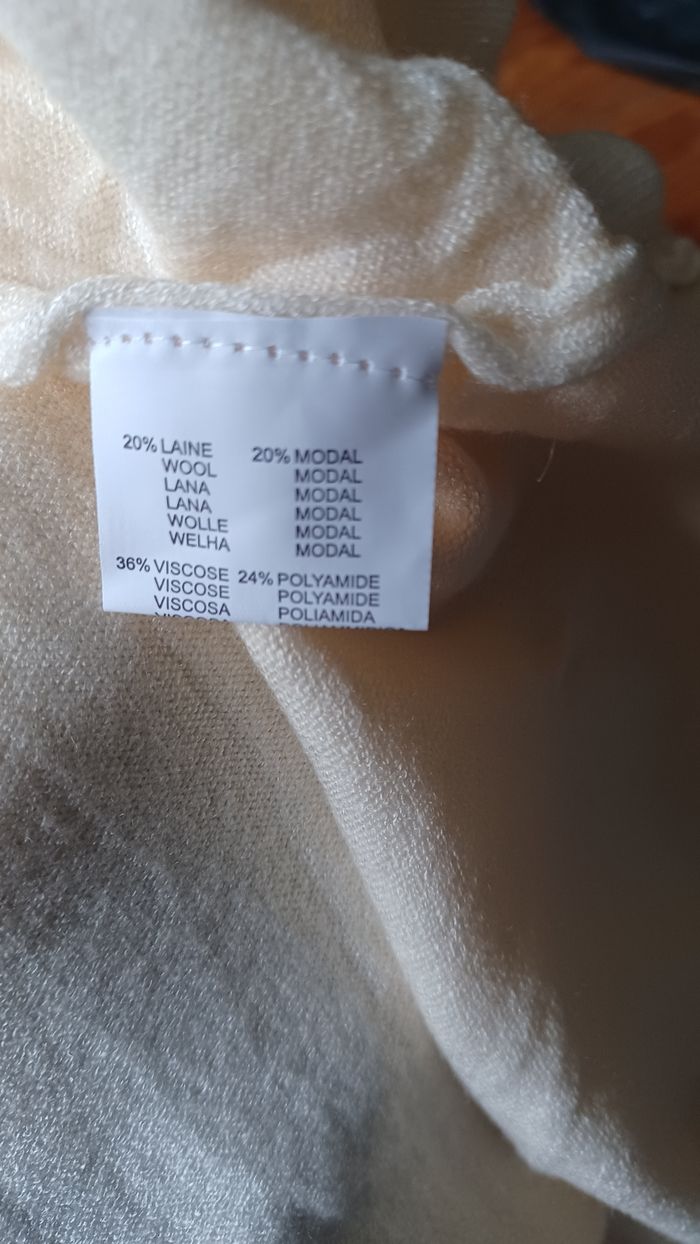 20% LAINE 20% MODAL
WOOL MODAL
LANA MODAL
LANA MODAL
WOLLE MODAL
WELHA MODAL
36% VISCOSE 24% POLYAMIDE
VISCOSE POLYAMIDE
VISCOSA POLIAMIDA